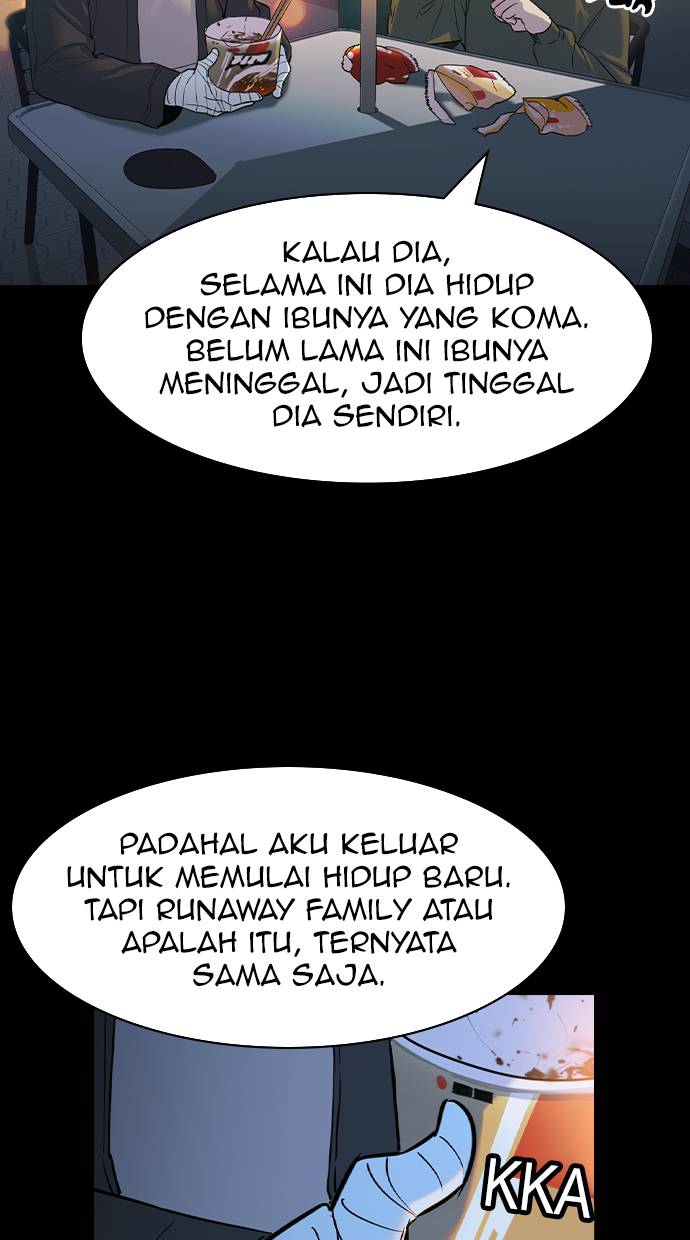 KALAU DIA,
SELAMA INI DIA HIDUP
DENGAN IBUNYA YANG KOMA.
BELUM LAMA INI IBUNYA
MENINGGAL, JADI TINGGAL
DIA SENDIRI.
PADAHAL AKU KELUAR
UNTUK MEMULAI HIDUP BARU.
TAPI RUNAWAY FAMILY ATAU
APALAH ITU, TERNYATA
SAMA SAJA.
KKA